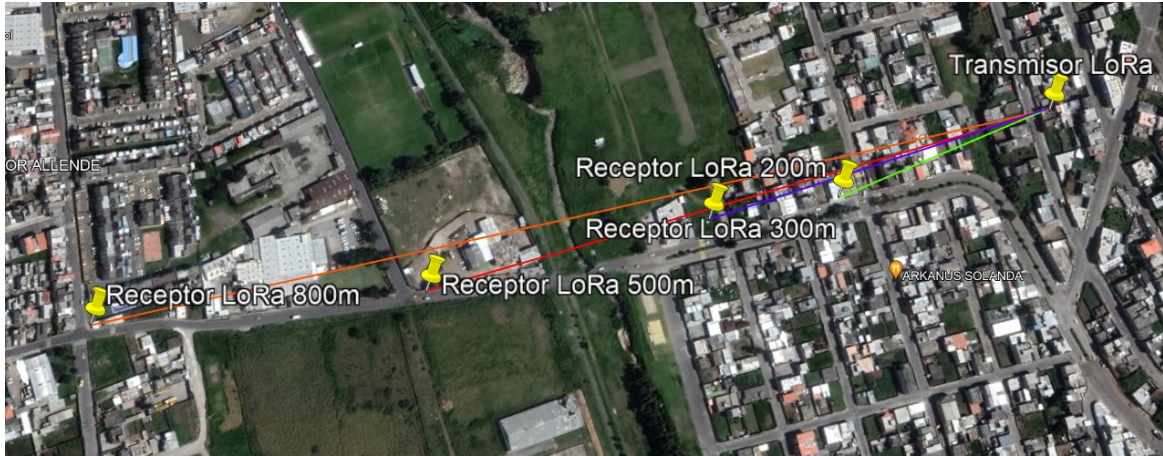 Transmisor LoRa
OR ALLENDE
Receptor LoRa 200m
Receptor LoRa 300m
ARKANUS SOLANDA
Receptor LoRa 500m
Receptor LoRa 800m